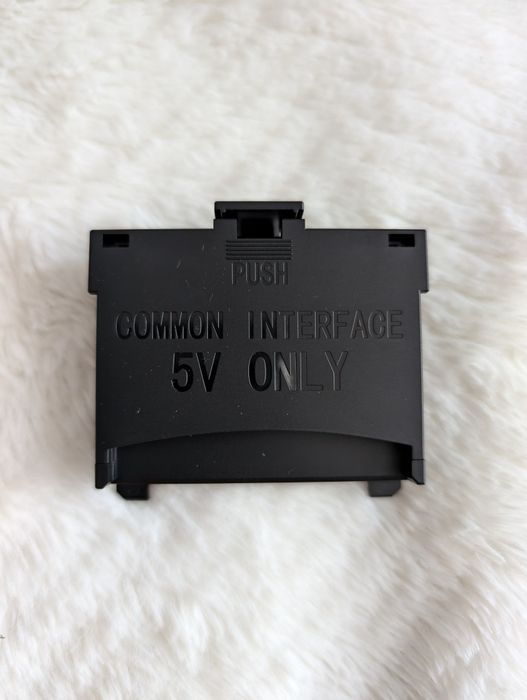 PUSH
COMMON INTERFACE
5V ONLY